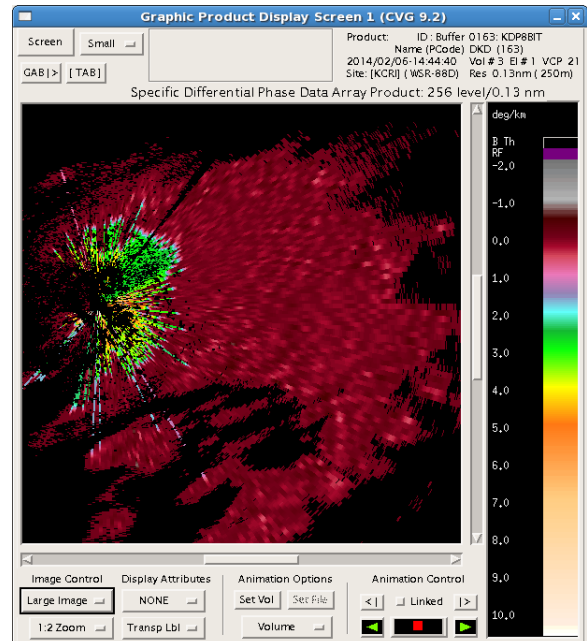 Graphic Product Display Screen 1 (CVG 9.2)
Screen
Small
GAB|>
[TAB]
Product: ID: Buffer 0163: KDP8BIT
Name (PCode) DKD (163)
2014/02/06-14:44:40 Vol# 3 El# 1 VCP 21
Site: [KCRI] (WSR-88D) Res 0.13nm ( 250m)
Specific Differential Phase Data Array Product: 256 level/0.13 nm
deg/km
B Th
RF
-2.0
-1.0
0.0
1.0
2.0
3.0
4.0
5.0
6.0
7.0
8.0
9.0
10.0
Image Control
Display Attributes
Animation Options
Animation Control
Large Image
NONE
Set Vol
Set File
<|
Linked
|>
1:2 Zoom
Transp Lbl
Volume